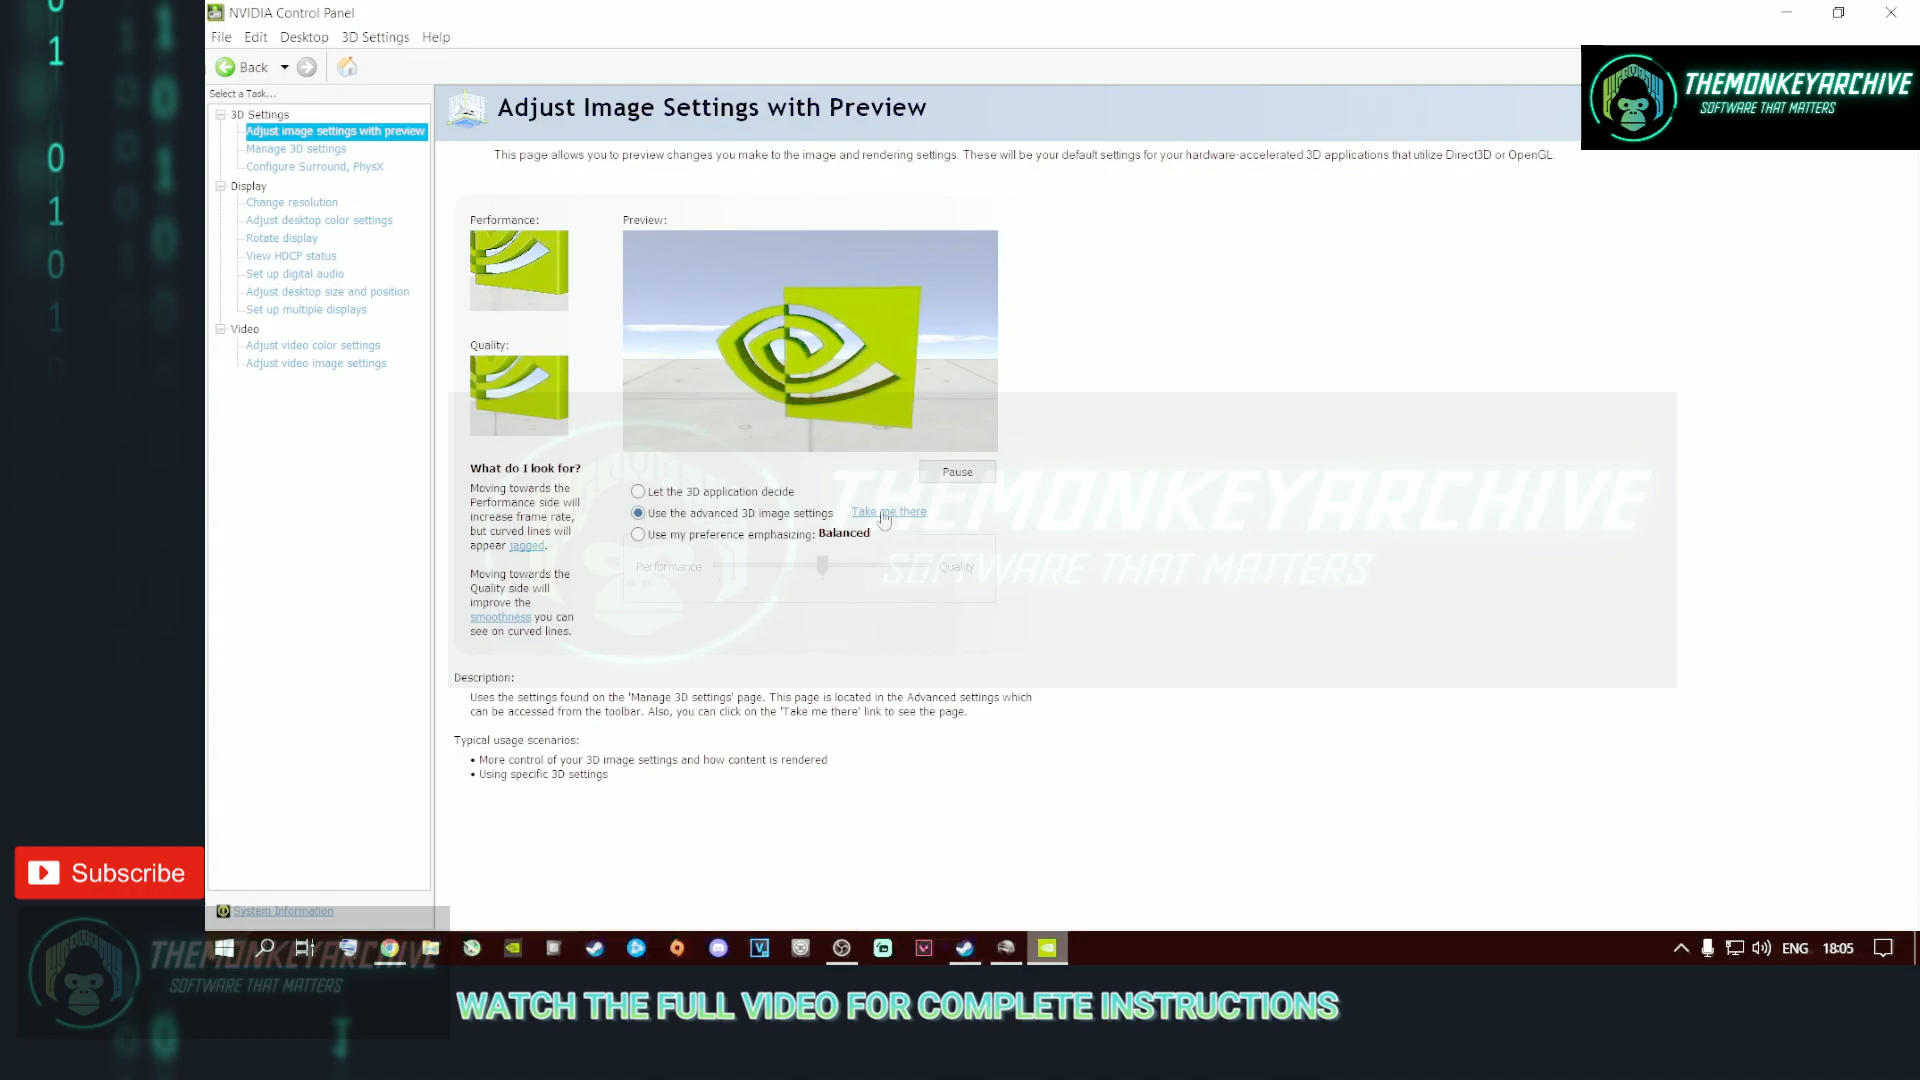 NVIDIA Control Panel
File Edit Desktop 3D Settings Help
Back
THEMONKEYARCHIVE
SOFTWARE THAT MATTERS
Select a Task...
3D Settings
Adjust image settings with preview
Manage 3D settings
Configure Surround, PhysX
Display
Change resolution
Adjust desktop color settings
Rotate display
View HDCP status
Set up digital audio
Adjust desktop size and position
Set up multiple displays
Video
Adjust video color settings
Adjust video image settings
System Information
Adjust Image Settings with Preview
This page allows you to preview changes you make to the image and rendering settings. These will be your default settings for your hardware-accelerated 3D applications that utilize Direct3D or OpenGL.
Performance:
Preview:
Quality:
What do I look for?
Moving towards the
Performance side will
increase frame rate,
but curved lines will
appear jagged.
Moving towards the
Quality side will
improve the
smoothness you can
see on curved lines.
Pause
Let the 3D application decide
Use the advanced 3D image settings Take me there
Use my preference emphasizing: Balanced
Performance Quality
THEMONKEYARCHIVE
SOFTWARE THAT MATTERS
Description:
Uses the settings found on the 'Manage 3D settings' page. This page is located in the Advanced settings which
can be accessed from the toolbar. Also, you can click on the 'Take me there' link to see the page.
Typical usage scenarios:
• More control of your 3D image settings and how content is rendered
• Using specific 3D settings
Subscribe
THEMONKEYARCHIVE
SOFTWARE THAT MATTERS
ENG 18:05
WATCH THE FULL VIDEO FOR COMPLETE INSTRUCTIONS